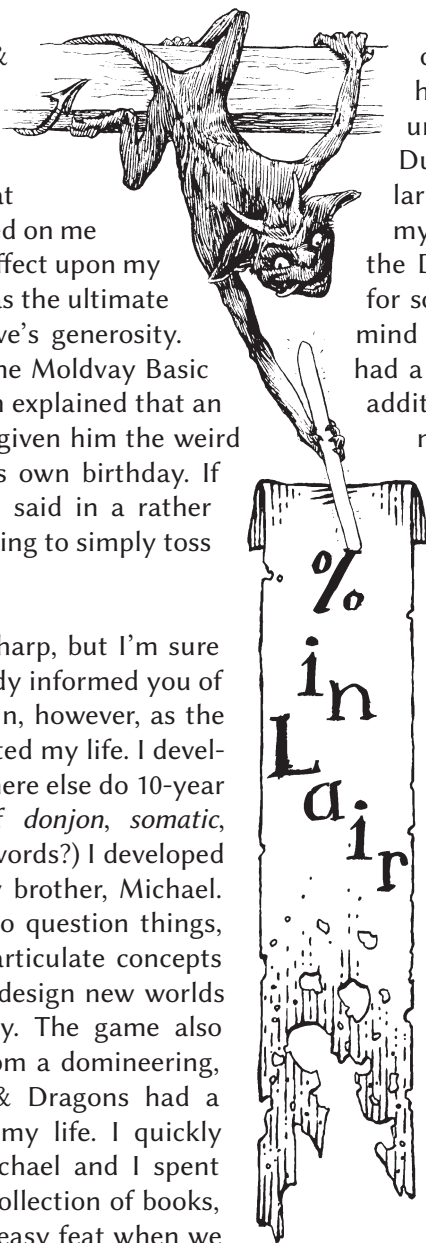 &
at
ed on me
ffect upon my
as the ultimate
ve’s generosity.
he Moldvay Basic
n explained that an
given him the weird
s own birthday. If
said in a rather
ing to simply toss
harp, but I’m sure
dy informed you of
n, however, as the
ted my life. I devel-
here else do 10-year
f donjon, somatic,
words?) I developed
y brother, Michael.
o question things,
articulate concepts
design new worlds
y. The game also
om a domineering,
& Dragons had a
my life. I quickly
chael and I spent
ollection of books,
easy feat when we
%
in
Lair
h
Du
lar
my
the D
for so
mind
had a
addit